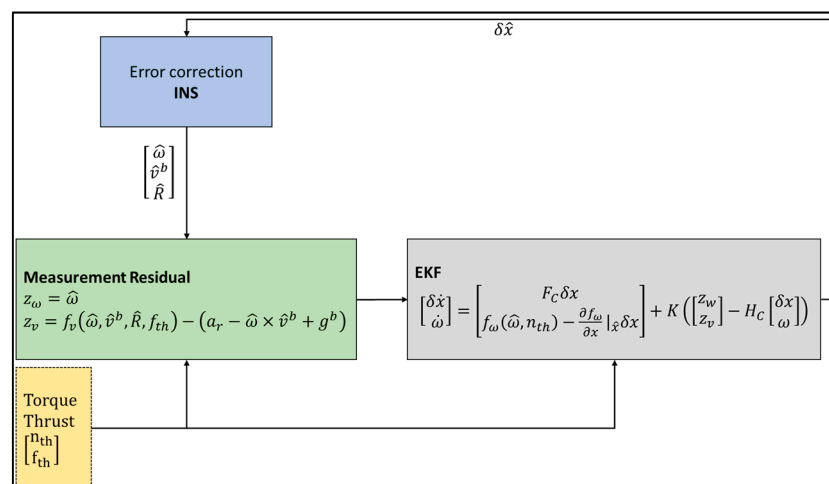 δx̂
Error correction
INS
[ω̂
v̂ᵇ
R̂]
Measurement Residual
z_ω = ω̂
z_v = f_v(ω̂, v̂ᵇ, R̂, f_th) − (a_r − ω̂ × v̂ᵇ + gᵇ)
EKF
[δẋ; ω̇] = [F_C δx; f_ω(ω̂, n_th) − ∂f_ω/∂x |_x̂ δx] + K([z_w; z_v] − H_C [δx; ω])
Torque
Thrust
[n_th
f_th]